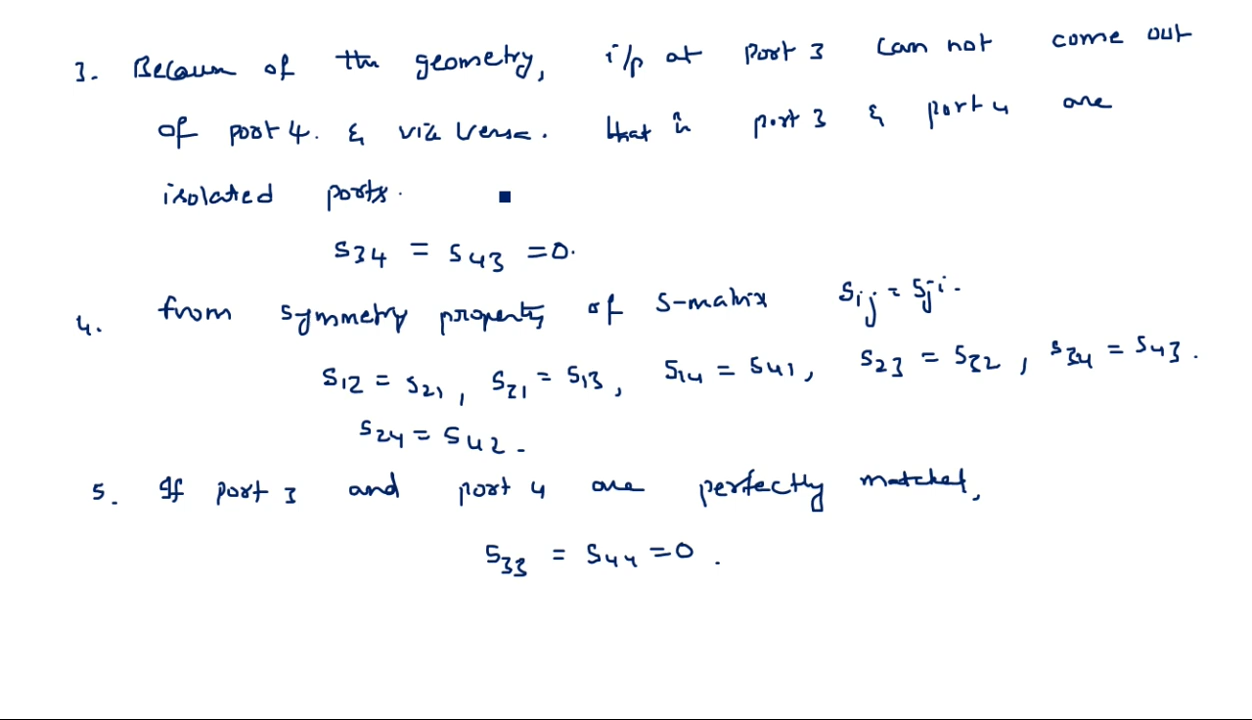 3. Because of the geometry, i/p at port 3 can not come out
of port 4. & vice versa. that is port 3 & port 4 are
isolated ports.
S34 = S43 = 0.
4. from symmetry property of S-matrix Sij = Sji.
S12 = S21, S21 = S13, S14 = S41, S23 = S32, S34 = S43.
S24 = S42.
5. If port 3 and port 4 are perfectly matched,
S33 = S44 = 0.